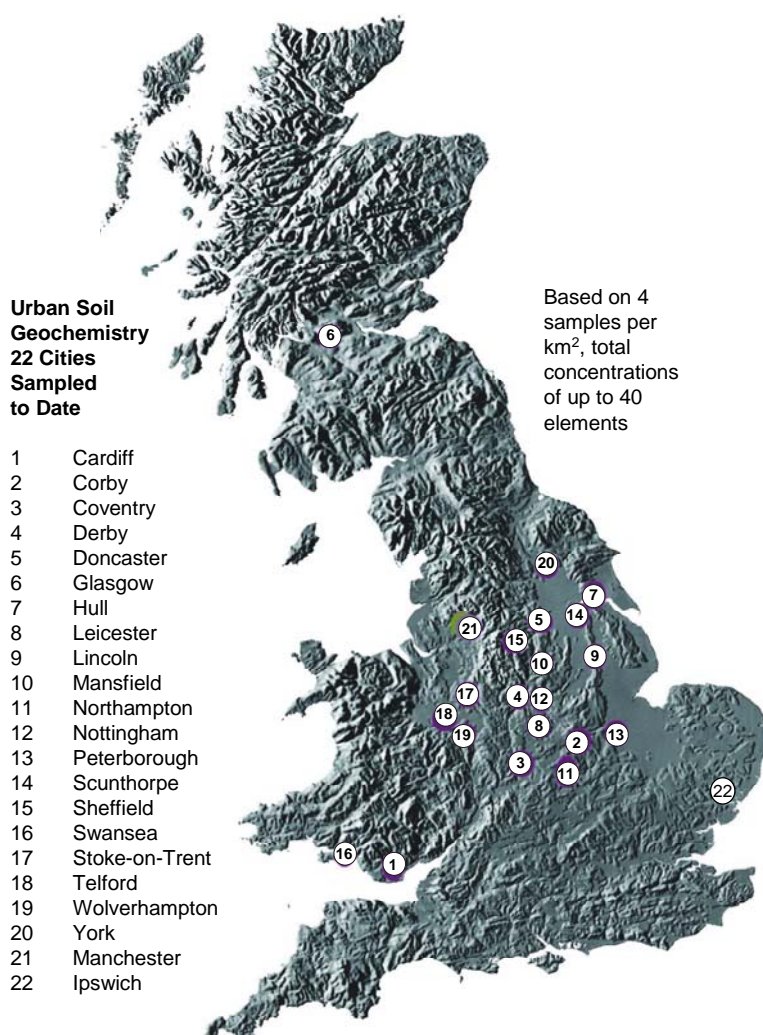 Urban Soil
Geochemistry
22 Cities
Sampled
to Date
Based on 4
samples per
km², total
concentrations
of up to 40
elements
1 Cardiff
2 Corby
3 Coventry
4 Derby
5 Doncaster
6 Glasgow
7 Hull
8 Leicester
9 Lincoln
10 Mansfield
11 Northampton
12 Nottingham
13 Peterborough
14 Scunthorpe
15 Sheffield
16 Swansea
17 Stoke-on-Trent
18 Telford
19 Wolverhampton
20 York
21 Manchester
22 Ipswich
6
20
7
14
5
21
15
9
10
17
4
12
18
8
19
13
2
3
11
22
16
1